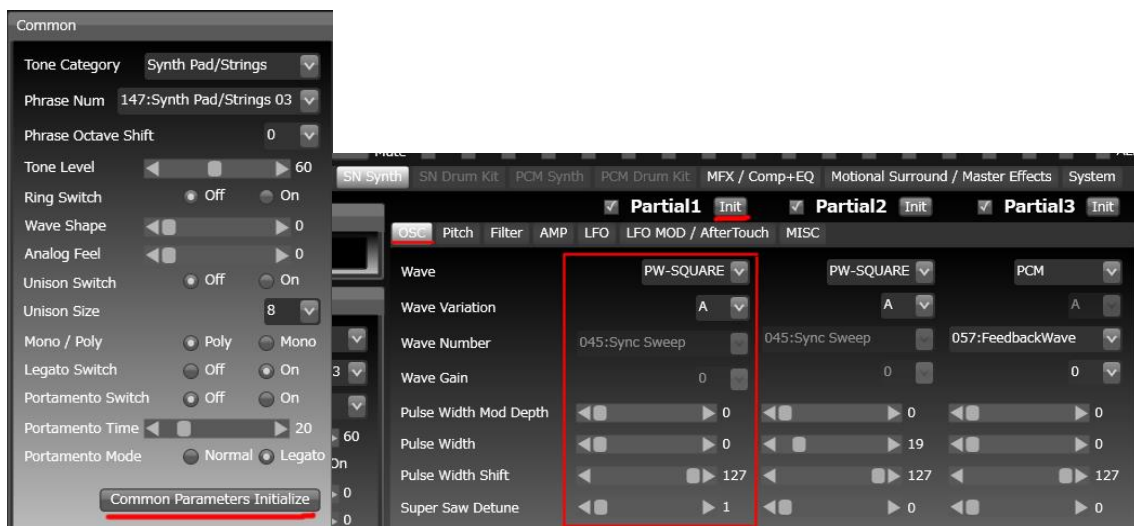 Common
Tone Category Synth Pad/Strings
Phrase Num 147:Synth Pad/Strings 03
Phrase Octave Shift 0
Tone Level 60
Ring Switch Off On
Wave Shape 0
Analog Feel 0
Unison Switch Off On
Unison Size 8
Mono / Poly Poly Mono
Legato Switch Off On
Portamento Switch Off On
Portamento Time 20
Portamento Mode Normal Legato
Common Parameters Initialize
Mute
SN Synth SN Drum Kit PCM Synth PCM Drum Kit MFX / Comp+EQ Motional Surround / Master Effects System
Partial1 Init Partial2 Init Partial3 Init
OSC Pitch Filter AMP LFO LFO MOD / AfterTouch MISC
Wave PW-SQUARE PW-SQUARE PCM
Wave Variation A A A
3 Wave Number 045:Sync Sweep 045:Sync Sweep 057:FeedbackWave
Wave Gain 0 0 0
Pulse Width Mod Depth 0 0 0
60 Pulse Width 0 19 0
On
Pulse Width Shift 127 127 127
0 Super Saw Detune 1 0 0
0